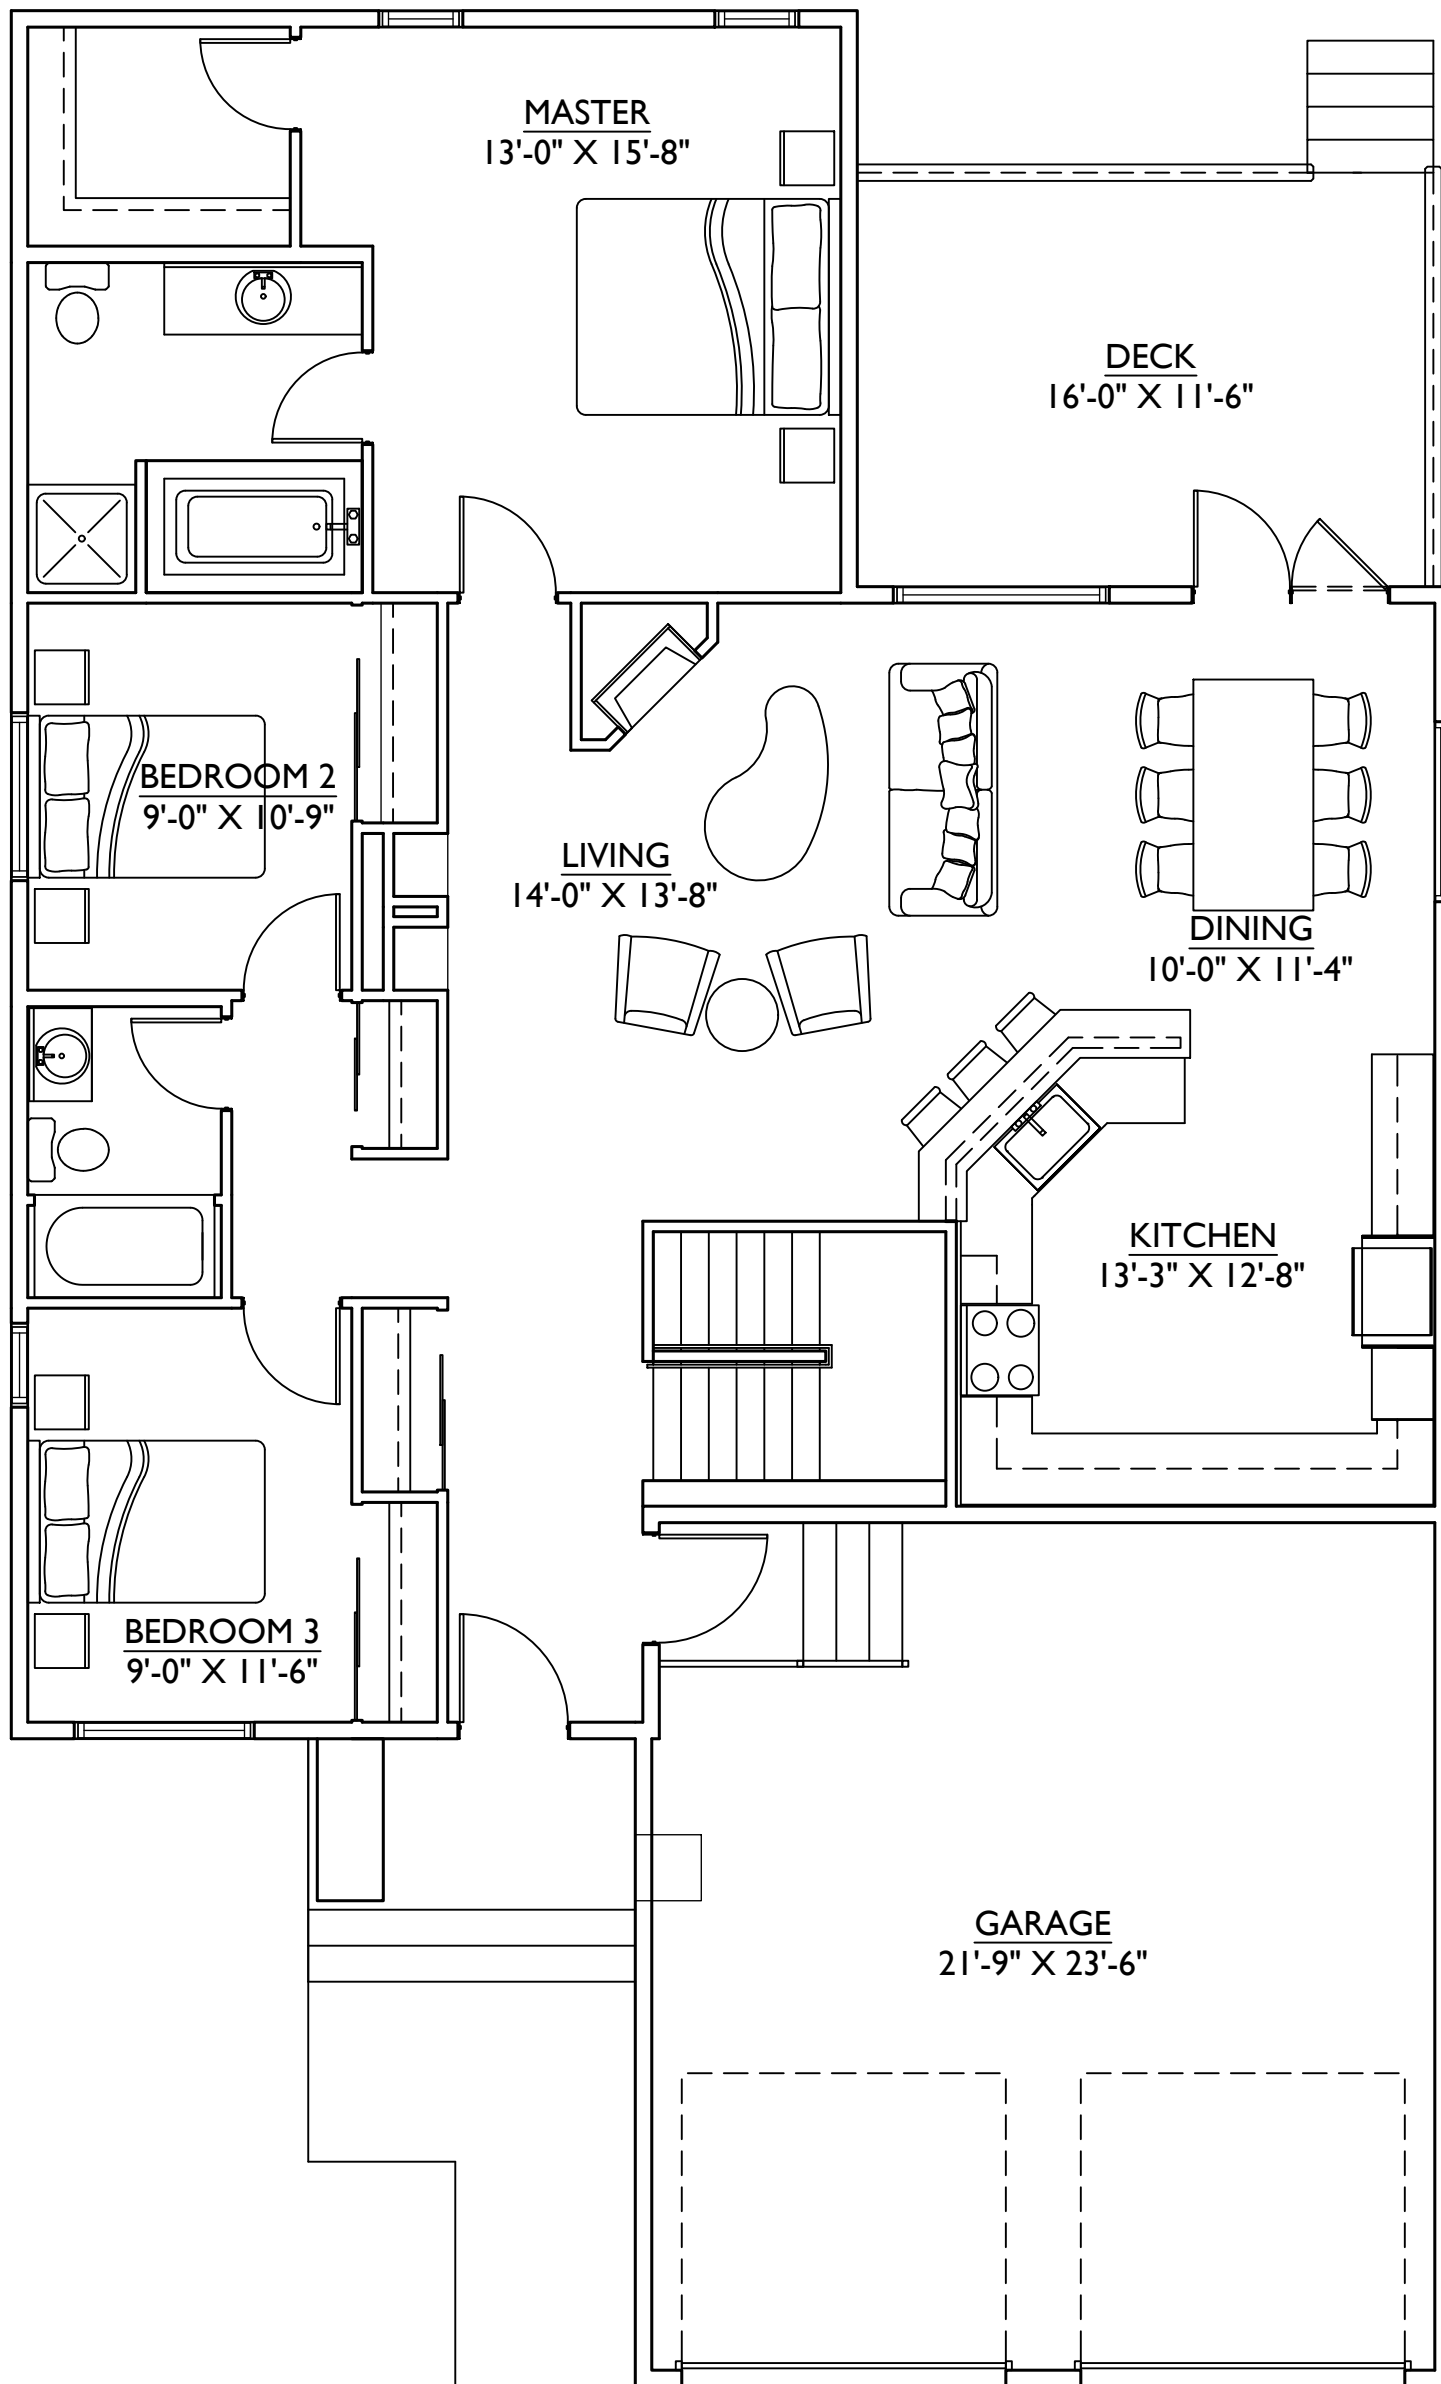 MASTER
13'-0" X 15'-8"
DECK
16'-0" X 11'-6"
BEDROOM 2
9'-0" X 10'-9"
LIVING
14'-0" X 13'-8"
DINING
10'-0" X 11'-4"
KITCHEN
13'-3" X 12'-8"
BEDROOM 3
9'-0" X 11'-6"
GARAGE
21'-9" X 23'-6"